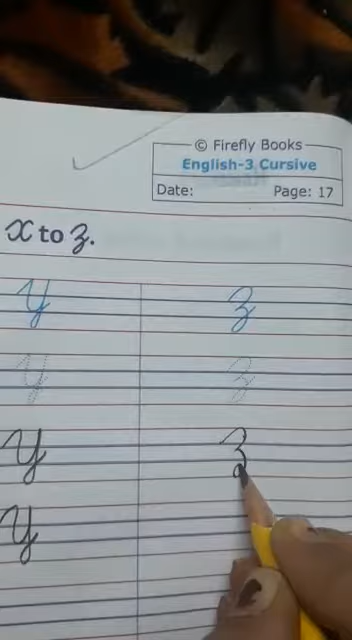 © Firefly Books
English-3 Cursive
Date: Page: 17
x to z.
y z
y z
y z
y